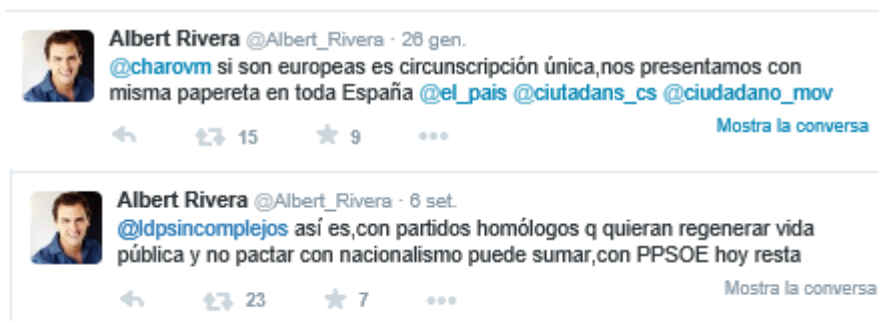 Albert Rivera @Albert_Rivera · 26 gen.
@charovm si son europeas es circunscripción única,nos presentamos con
misma papereta en toda España @el_pais @ciutadans_cs @ciudadano_mov
15 9 Mostra la conversa
Albert Rivera @Albert_Rivera · 6 set.
@ldpsincomplejos así es,con partidos homólogos q quieran regenerar vida
pública y no pactar con nacionalismo puede sumar,con PPSOE hoy resta
23 7 Mostra la conversa